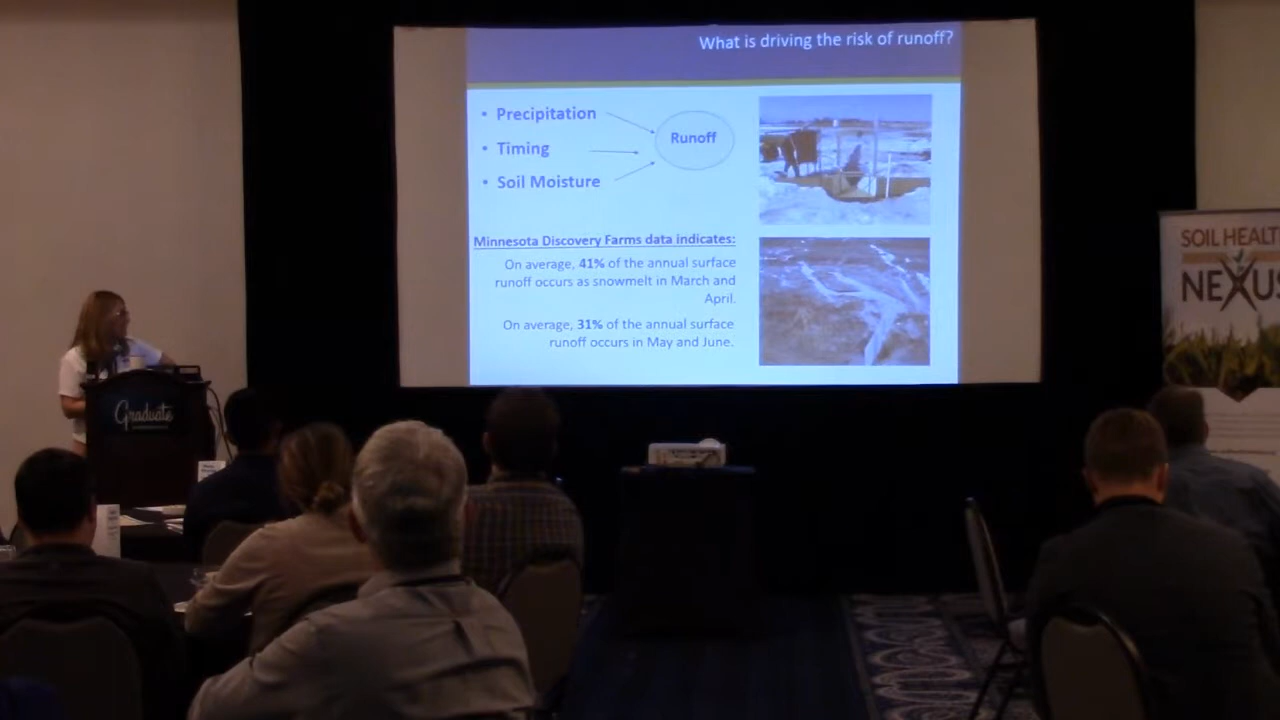 What is driving the risk of runoff?
• Precipitation
• Timing
• Soil Moisture
Runoff
Minnesota Discovery Farms data indicates:
On average, 41% of the annual surface
runoff occurs as snowmelt in March and
April.
On average, 31% of the annual surface
runoff occurs in May and June.
Graduate
SOIL HEALT
NEXUS